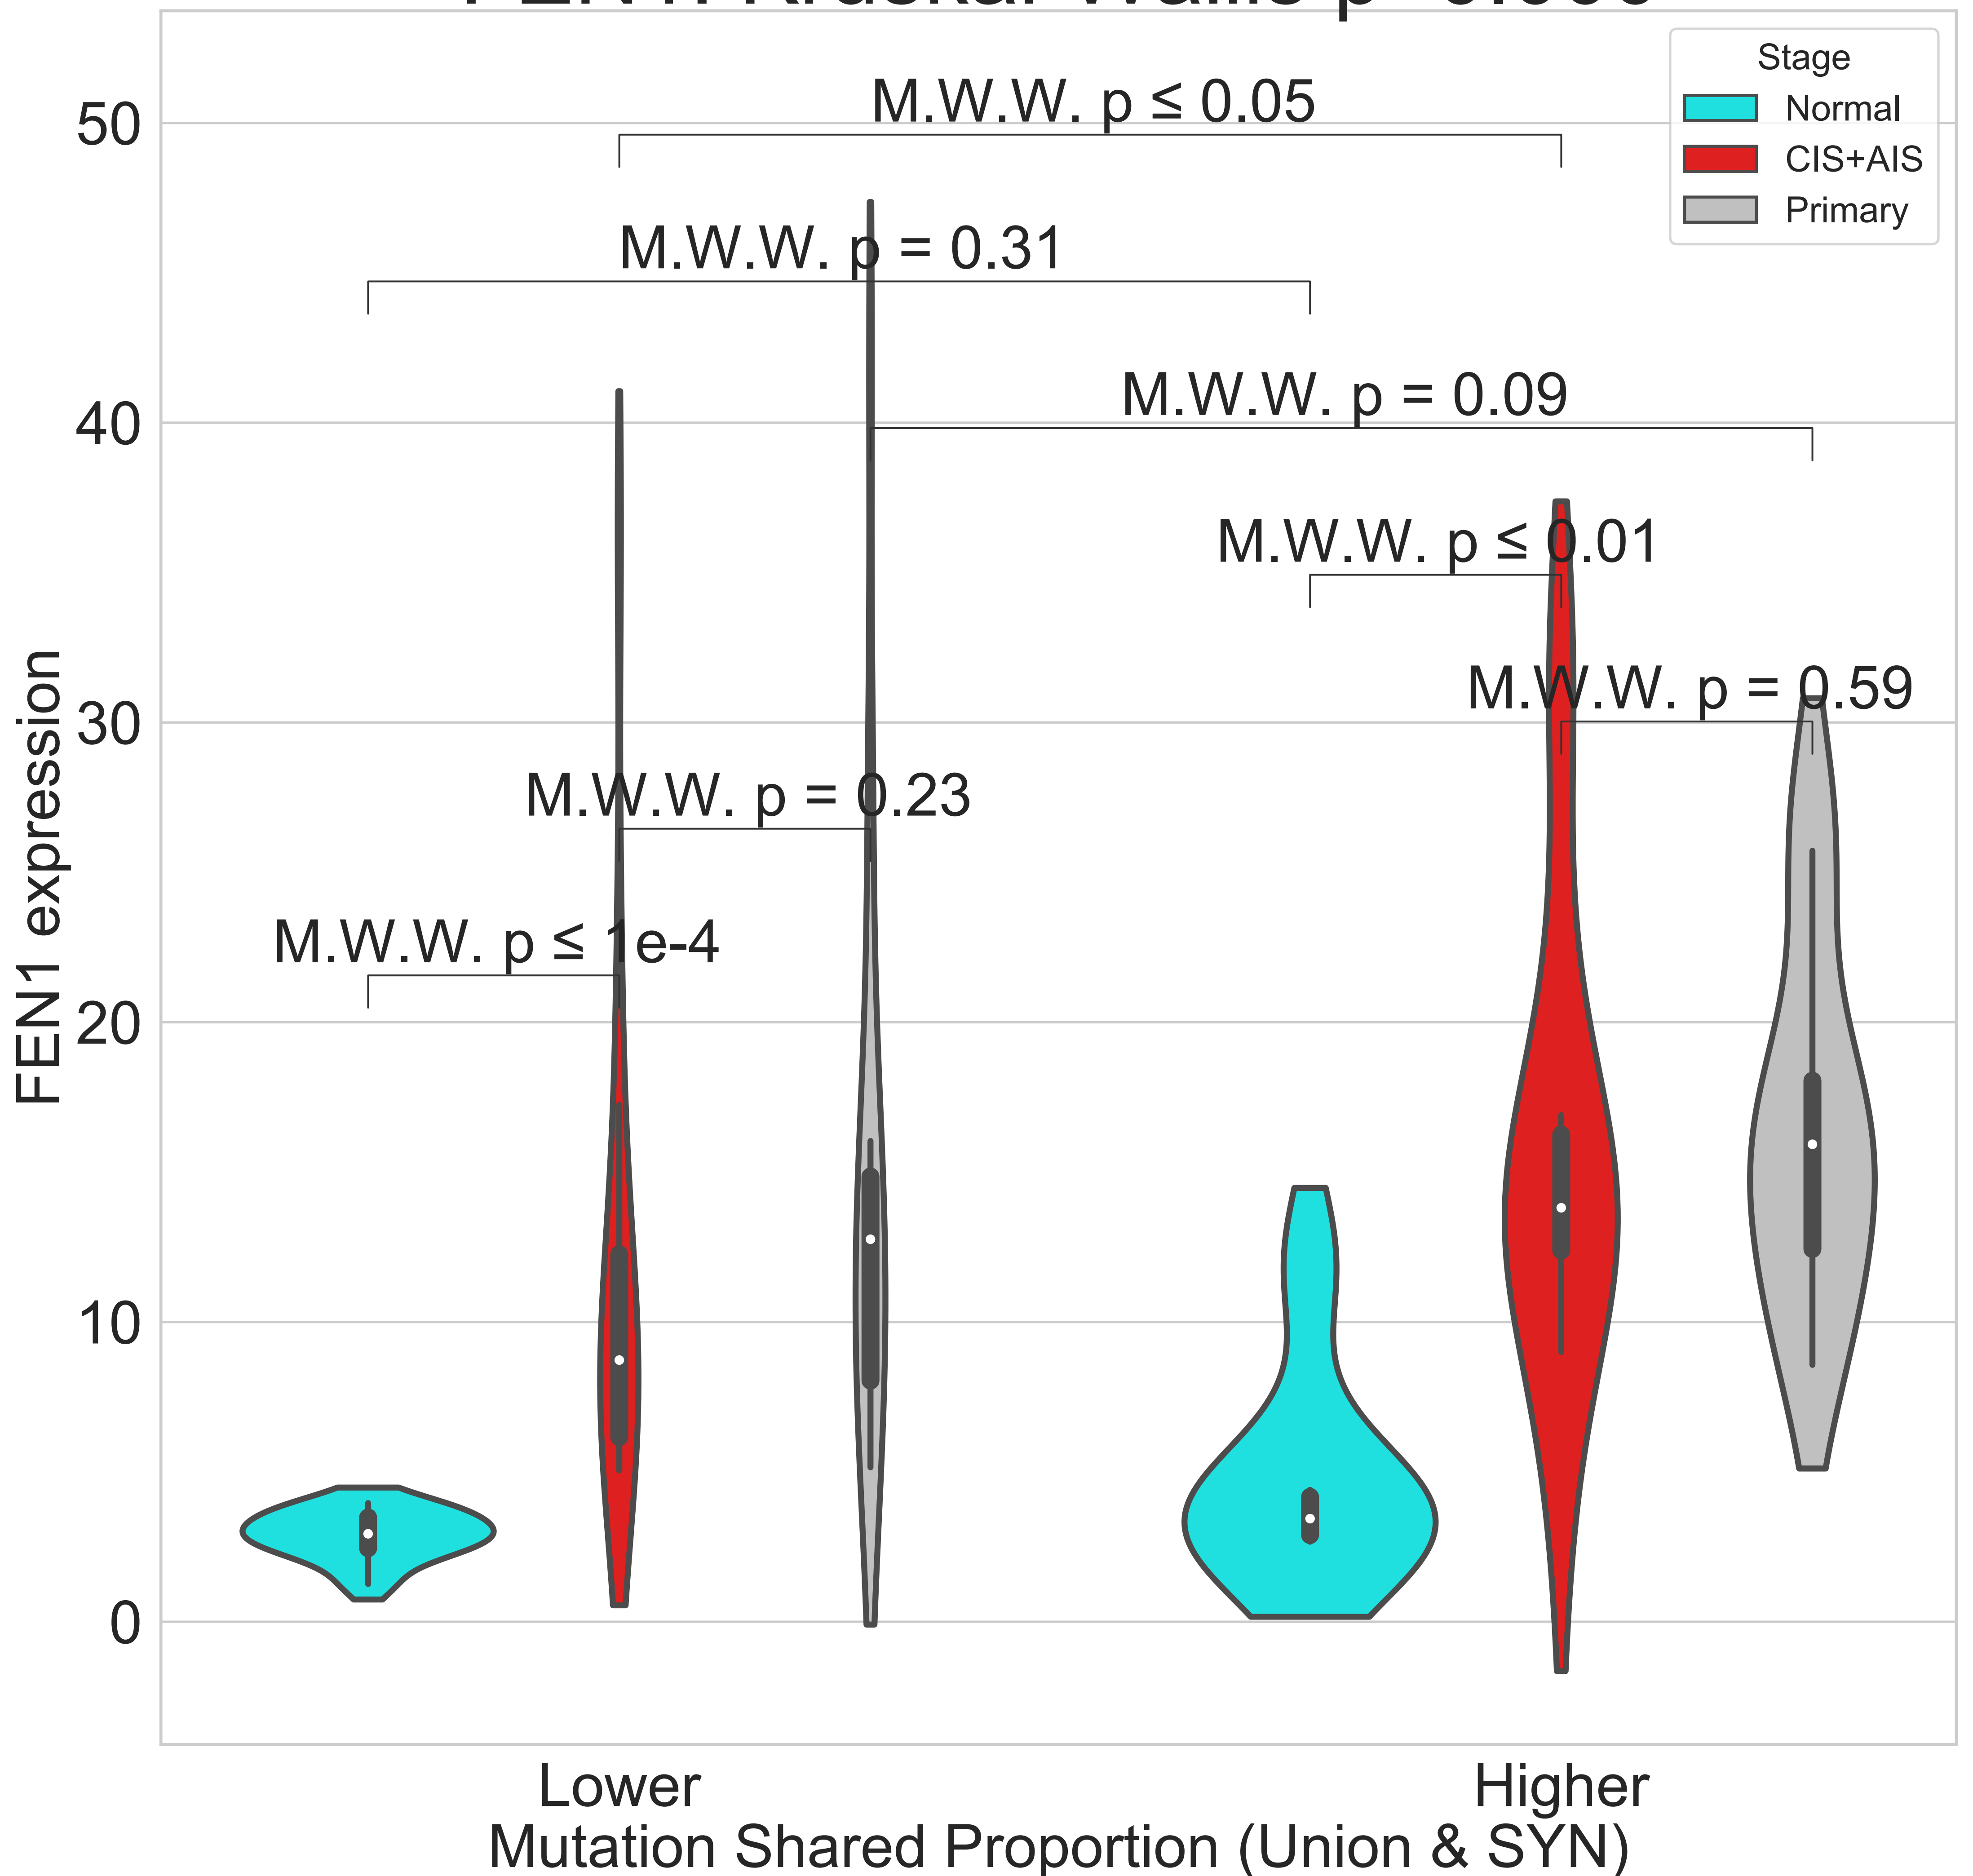 Stage
Normal
CIS+AIS
Primary
M.W.W. p ≤ 0.05
M.W.W. p = 0.31
M.W.W. p = 0.09
M.W.W. p ≤ 0.01
M.W.W. p = 0.59
M.W.W. p = 0.23
M.W.W. p ≤ 1e-4
FEN1 expression
50
40
30
20
10
0
Lower
Higher
Mutation Shared Proportion (Union & SYN)